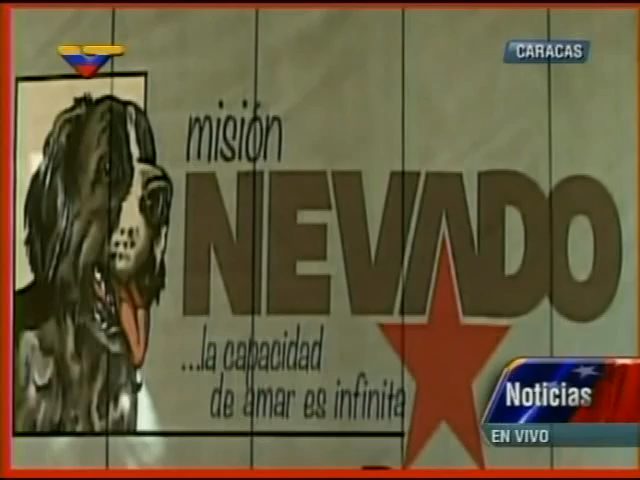 CARACAS
misión
NEVADO
...la capacidad
de amar es infinita
Noticias
EN VIVO